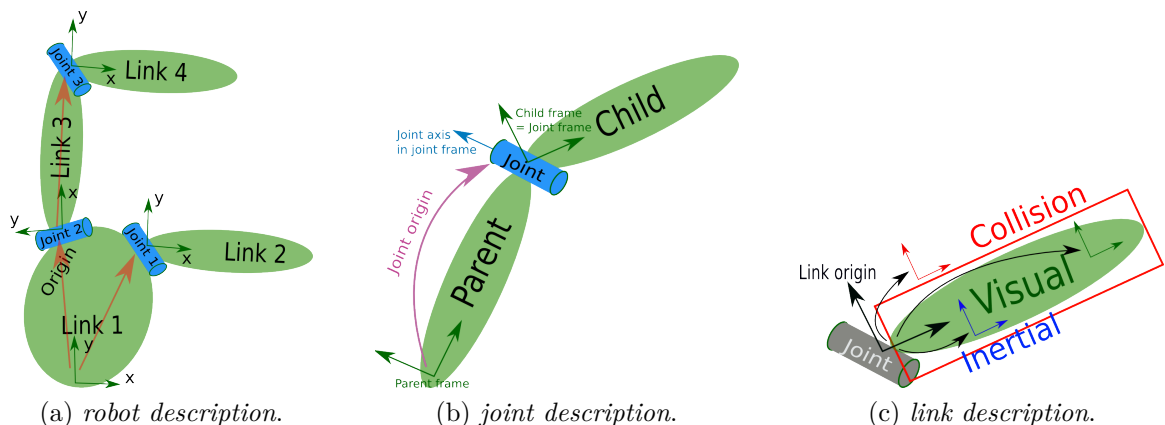 y
Joint 3
x
Link 4
Link 3
x
y
Joint 2
Origin
y
Joint 1
x
Link 2
Link 1
y
x
(a) robot description.
Child frame
= Joint frame
Child
Joint axis
in joint frame
Joint
Joint origin
Parent
Parent frame
(b) joint description.
Collision
Link origin
Visual
Inertial
Joint
(c) link description.